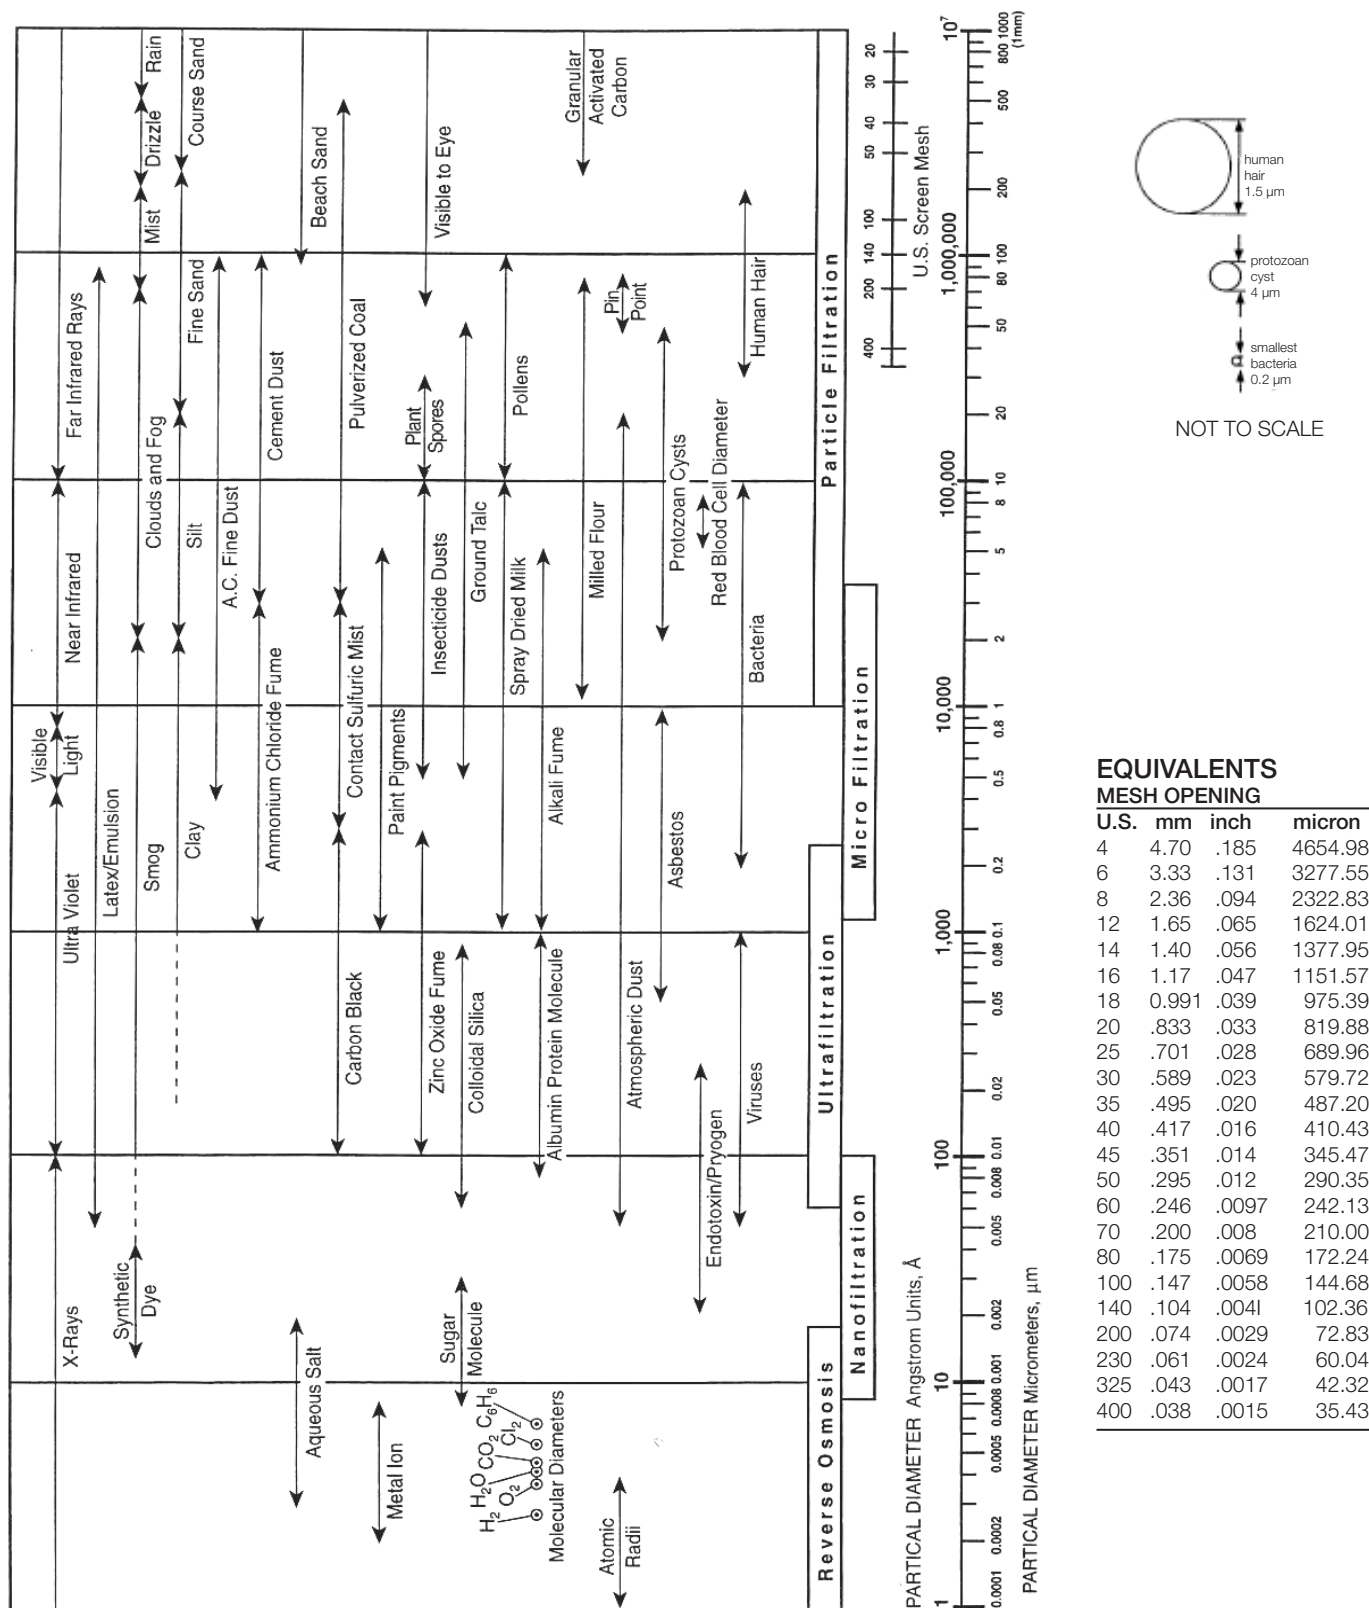 Far Infrared Rays
Near Infrared
Visible
Light
Ultra Violet
X-Rays
Latex/Emulsion
Rain
Drizzle
Mist
Clouds and Fog
Smog
Synthetic
Dye
Course Sand
Fine Sand
Silt
Clay
A.C. Fine Dust
Cement Dust
Ammonium Chloride Fume
Beach Sand
Aqueous Salt
Pulverized Coal
Contact Sulfuric Mist
Carbon Black
Paint Pigments
Metal Ion
Visible to Eye
Plant
Spores
Insecticide Dusts
Zinc Oxide Fume
Ground Talc
Colloidal Silica
Sugar
Molecule
Pollens
Spray Dried Milk
Alkali Fume
Albumin Protein Molecule
H2
O2
H2O
CO2
Cl2
C6H6
Molecular Diameters
Granular
Activated
Carbon
Milled Flour
Pin
Point
Atmospheric Dust
Atomic
Radii
Protozoan Cysts
Asbestos
Red Blood Cell Diameter
Endotoxin/Pryogen
Human Hair
Bacteria
Viruses
Particle Filtration
Micro Filtration
Ultrafiltration
Nanofiltration
Reverse Osmosis
20
30
40
50
100
140
200
400
U.S. Screen Mesh
10⁷
1,000,000
100,000
10,000
1,000
100
10
1
PARTICAL DIAMETER Angstrom Units, Å
1000
(1mm)
800
500
200
100
80
50
20
10
8
5
2
1
0.8
0.5
0.2
0.1
0.08
0.05
0.02
0.01
0.008
0.005
0.002
0.001
0.0008
0.0005
0.0002
0.0001
PARTICAL DIAMETER Micrometers, µm
human
hair
1.5 µm
protozoan
cyst
4 µm
smallest
bacteria
0.2 µm
NOT TO SCALE
EQUIVALENTS
MESH OPENING
U.S. mm inch micron
4 4.70 .185 4654.98
6 3.33 .131 3277.55
8 2.36 .094 2322.83
12 1.65 .065 1624.01
14 1.40 .056 1377.95
16 1.17 .047 1151.57
18 0.991 .039 975.39
20 .833 .033 819.88
25 .701 .028 689.96
30 .589 .023 579.72
35 .495 .020 487.20
40 .417 .016 410.43
45 .351 .014 345.47
50 .295 .012 290.35
60 .246 .0097 242.13
70 .200 .008 210.00
80 .175 .0069 172.24
100 .147 .0058 144.68
140 .104 .004l 102.36
200 .074 .0029 72.83
230 .061 .0024 60.04
325 .043 .0017 42.32
400 .038 .0015 35.43